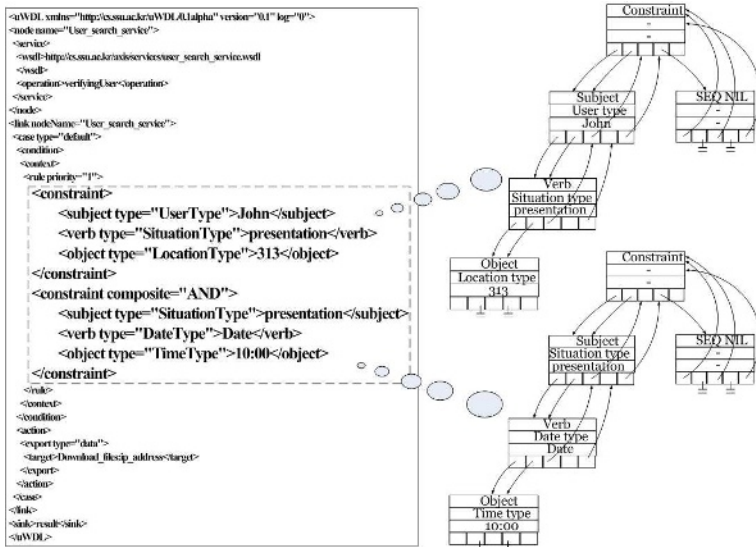 <uWDL xmlns="http://cs.ssu.ac.kr/uWDL/0.1alpha" version="0.1" log="0">
<node name="User_search_service">
<service>
<wsdl>http://cs.ssu.ac.kr/axis/services/user_search_service.wsdl
</wsdl>
<operation>verifyingUser</operation>
</service>
</node>
<link nodeName="User_search_service">
<case type="default">
<condition>
<context>
<rule priority="1">
<constraint>
<subject type="UserType">John</subject>
<verb type="SituationType">presentation</verb>
<object type="LocationType">313</object>
</constraint>
<constraint composite="AND">
<subject type="SituationType">presentation</subject>
<verb type="DateType">Date</verb>
<object type="TimeType">10:00</object>
</constraint>
</rule>
</context>
</condition>
<action>
<export type="data">
<target>Download_files:ip_address</target>
</export>
</action>
</case>
</link>
<sink>result</sink>
</uWDL>
Constraint
-
-
Subject
User type
John
SEQ NIL
-
-
Verb
Situation type
presentation
Object
Location type
313
Constraint
-
-
Subject
Situation type
presentation
SEQ NIL
-
-
Verb
Date type
Date
Object
Time type
10:00